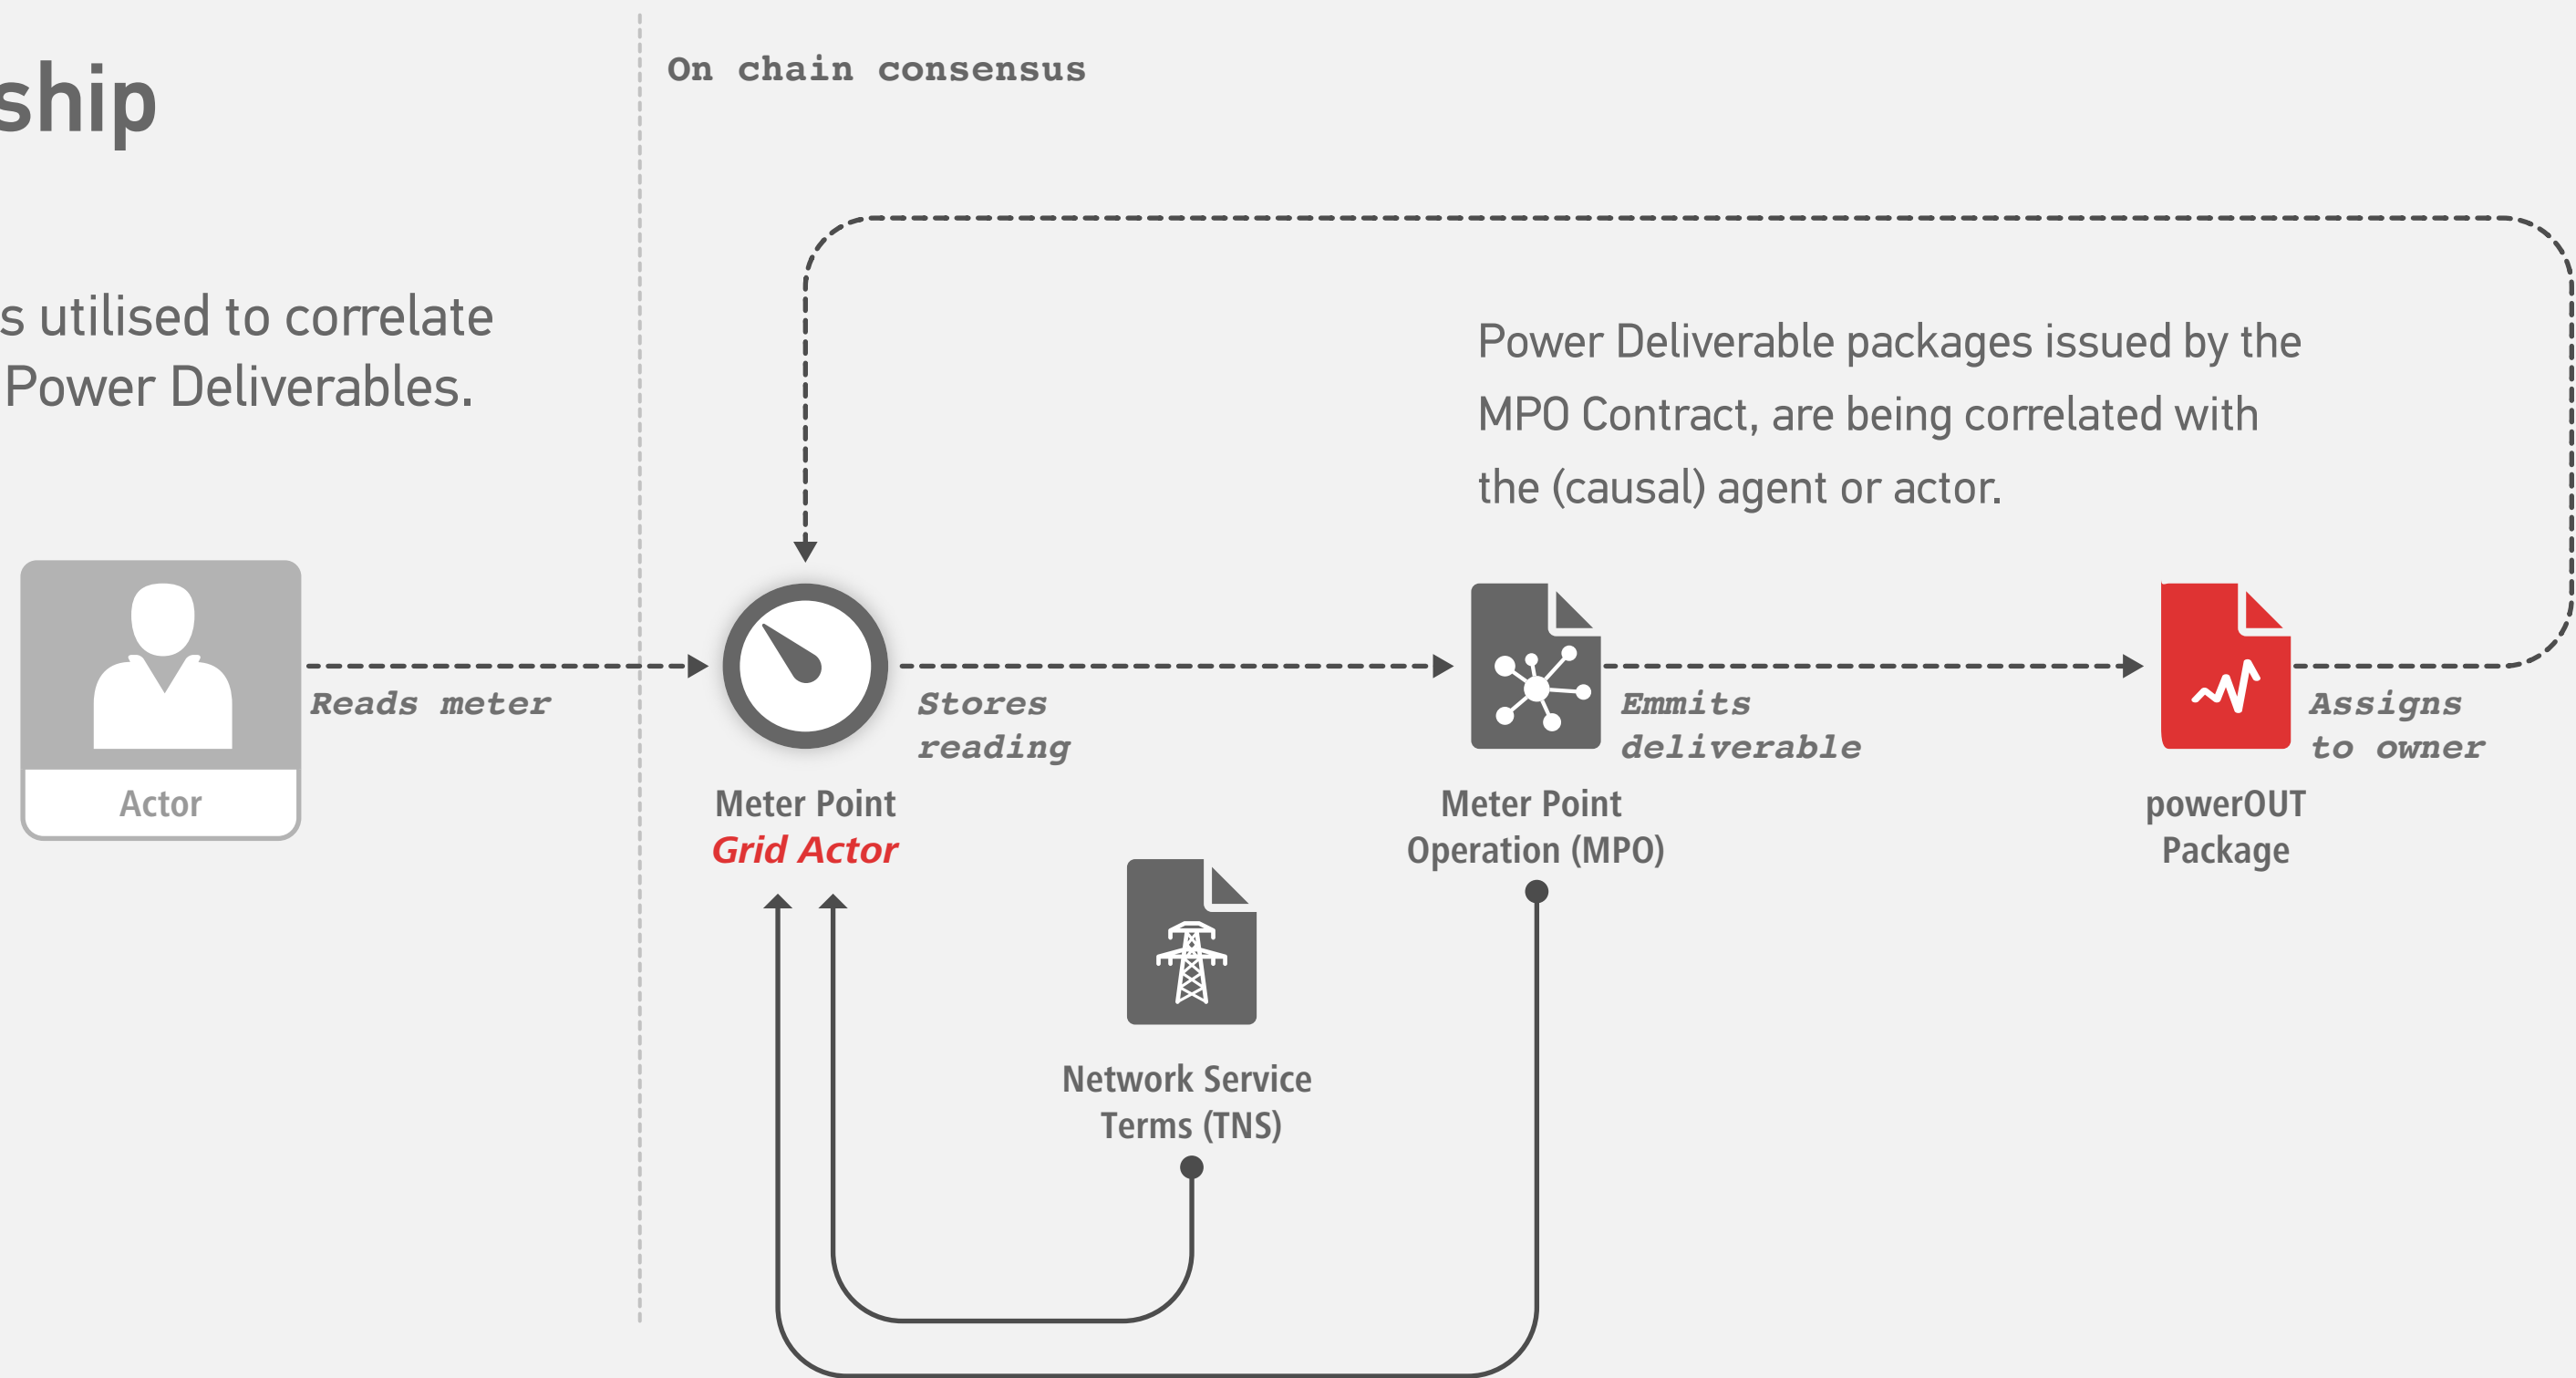 ship
s utilised to correlate
Power Deliverables.
On chain consensus
Power Deliverable packages issued by the
MPO Contract, are being correlated with
the (causal) agent or actor.
Actor
Reads meter
Meter Point
Grid Actor
Stores
reading
Meter Point
Operation (MPO)
Emmits
deliverable
powerOUT
Package
Assigns
to owner
Network Service
Terms (TNS)